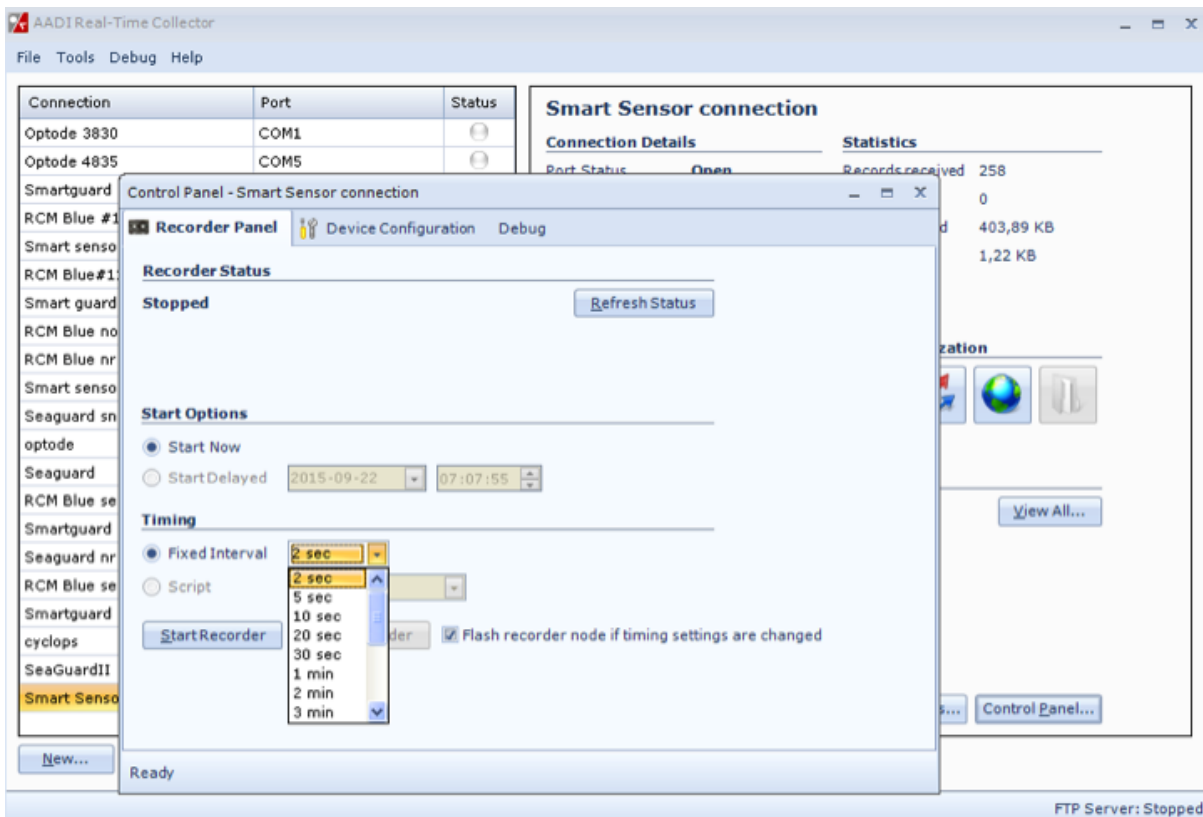 AADI Real-Time Collector
File Tools Debug Help
Connection Port Status
Optode 3830 COM1
Optode 4835 COM5
Smartguard
RCM Blue #1
Smart senso
RCM Blue#1
Smart guard
RCM Blue no
RCM Blue nr
Smart senso
Seaguard sn
optode
Seaguard
RCM Blue se
Smartguard
Seaguard nr
RCM Blue se
Smartguard
cyclops
SeaGuardII
Smart Senso
New...
Smart Sensor connection
Connection Details
Port Status Open
Statistics
Records received 258
0
d 403,89 KB
1,22 KB
zation
View All...
s... Control Panel...
Control Panel - Smart Sensor connection
Recorder Panel Device Configuration Debug
Recorder Status
Stopped Refresh Status
Start Options
Start Now
Start Delayed 2015-09-22 07:07:55
Timing
Fixed Interval 2 sec
Script
2 sec
5 sec
10 sec
20 sec
30 sec
1 min
2 min
3 min
Start Recorder der Flash recorder node if timing settings are changed
Ready
FTP Server: Stopped